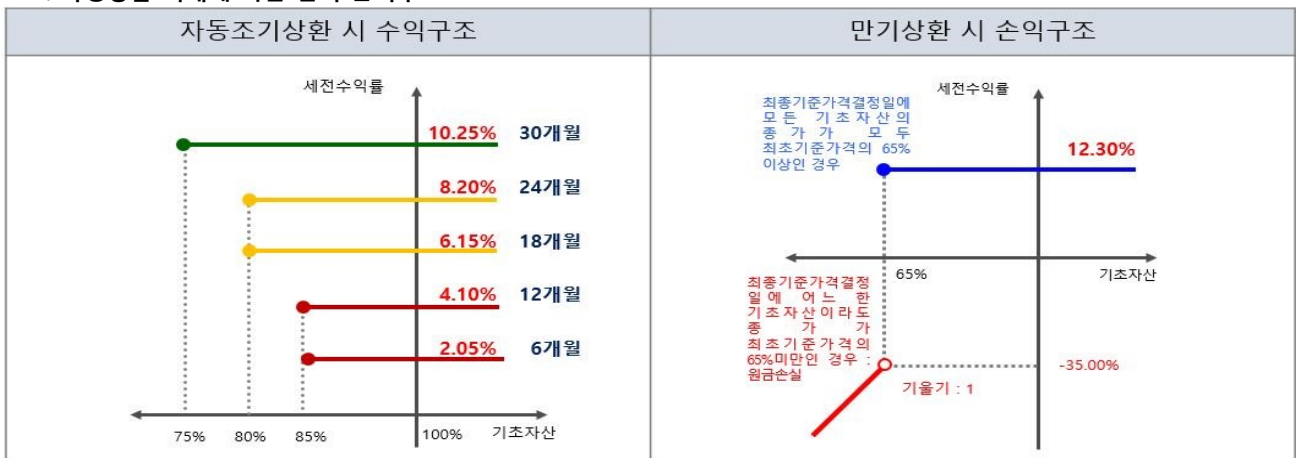 자동조기상환 시 수익구조
세전수익률
10.25% 30개월
8.20% 24개월
6.15% 18개월
4.10% 12개월
2.05% 6개월
75% 80% 85% 100% 기초자산
만기상환 시 손익구조
세전수익률
최종기준가격결정일에
모든 기초자산의
종가가 모두
최초기준가격의 65%
이상인 경우
12.30%
65%
기초자산
최종기준가격결정
일에 어느 한
기초자산이라도
종가가
최초기준가격의
65%미만인 경우 :
원금손실
-35.00%
기울기 : 1